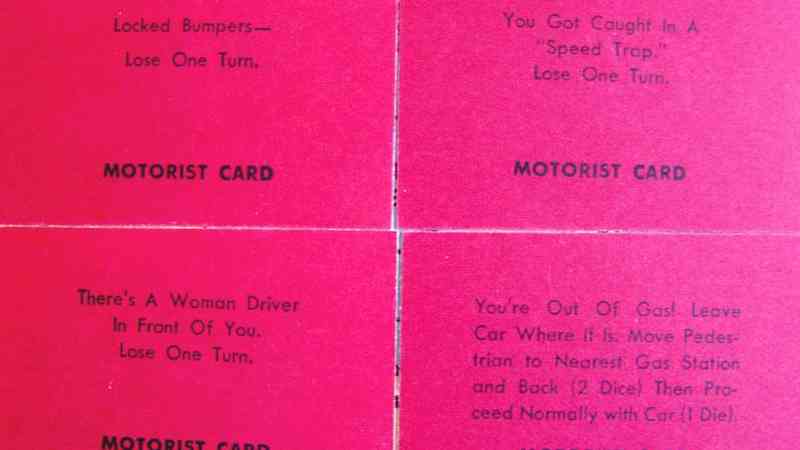 Locked Bumpers—
Lose One Turn.
MOTORIST CARD
You Got Caught In A
"Speed Trap."
Lose One Turn.
MOTORIST CARD
There's A Woman Driver
In Front Of You.
Lose One Turn.
MOTORIST CARD
You're Out Of Gas! Leave
Car Where It Is. Move Pedes-
trian to Nearest Gas Station
and Back (2 Dice) Then Pro-
ceed Normally with Car (1 Die).